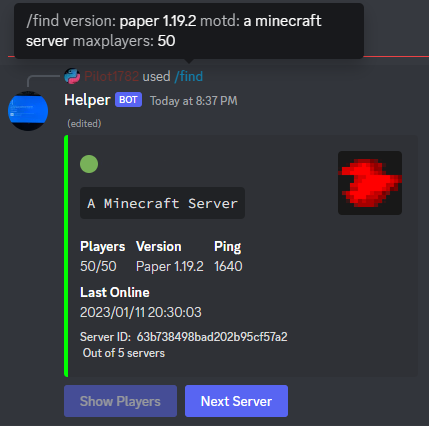 /find version: paper 1.19.2 motd: a minecraft
server maxplayers: 50
Pilot1782 used /find
Helper BOT Today at 8:37 PM
(edited)
A Minecraft Server
Players Version Ping
50/50 Paper 1.19.2 1640
Last Online
2023/01/11 20:30:03
Server ID: 63b738498bad202b95cf57a2
Out of 5 servers
Show Players Next Server